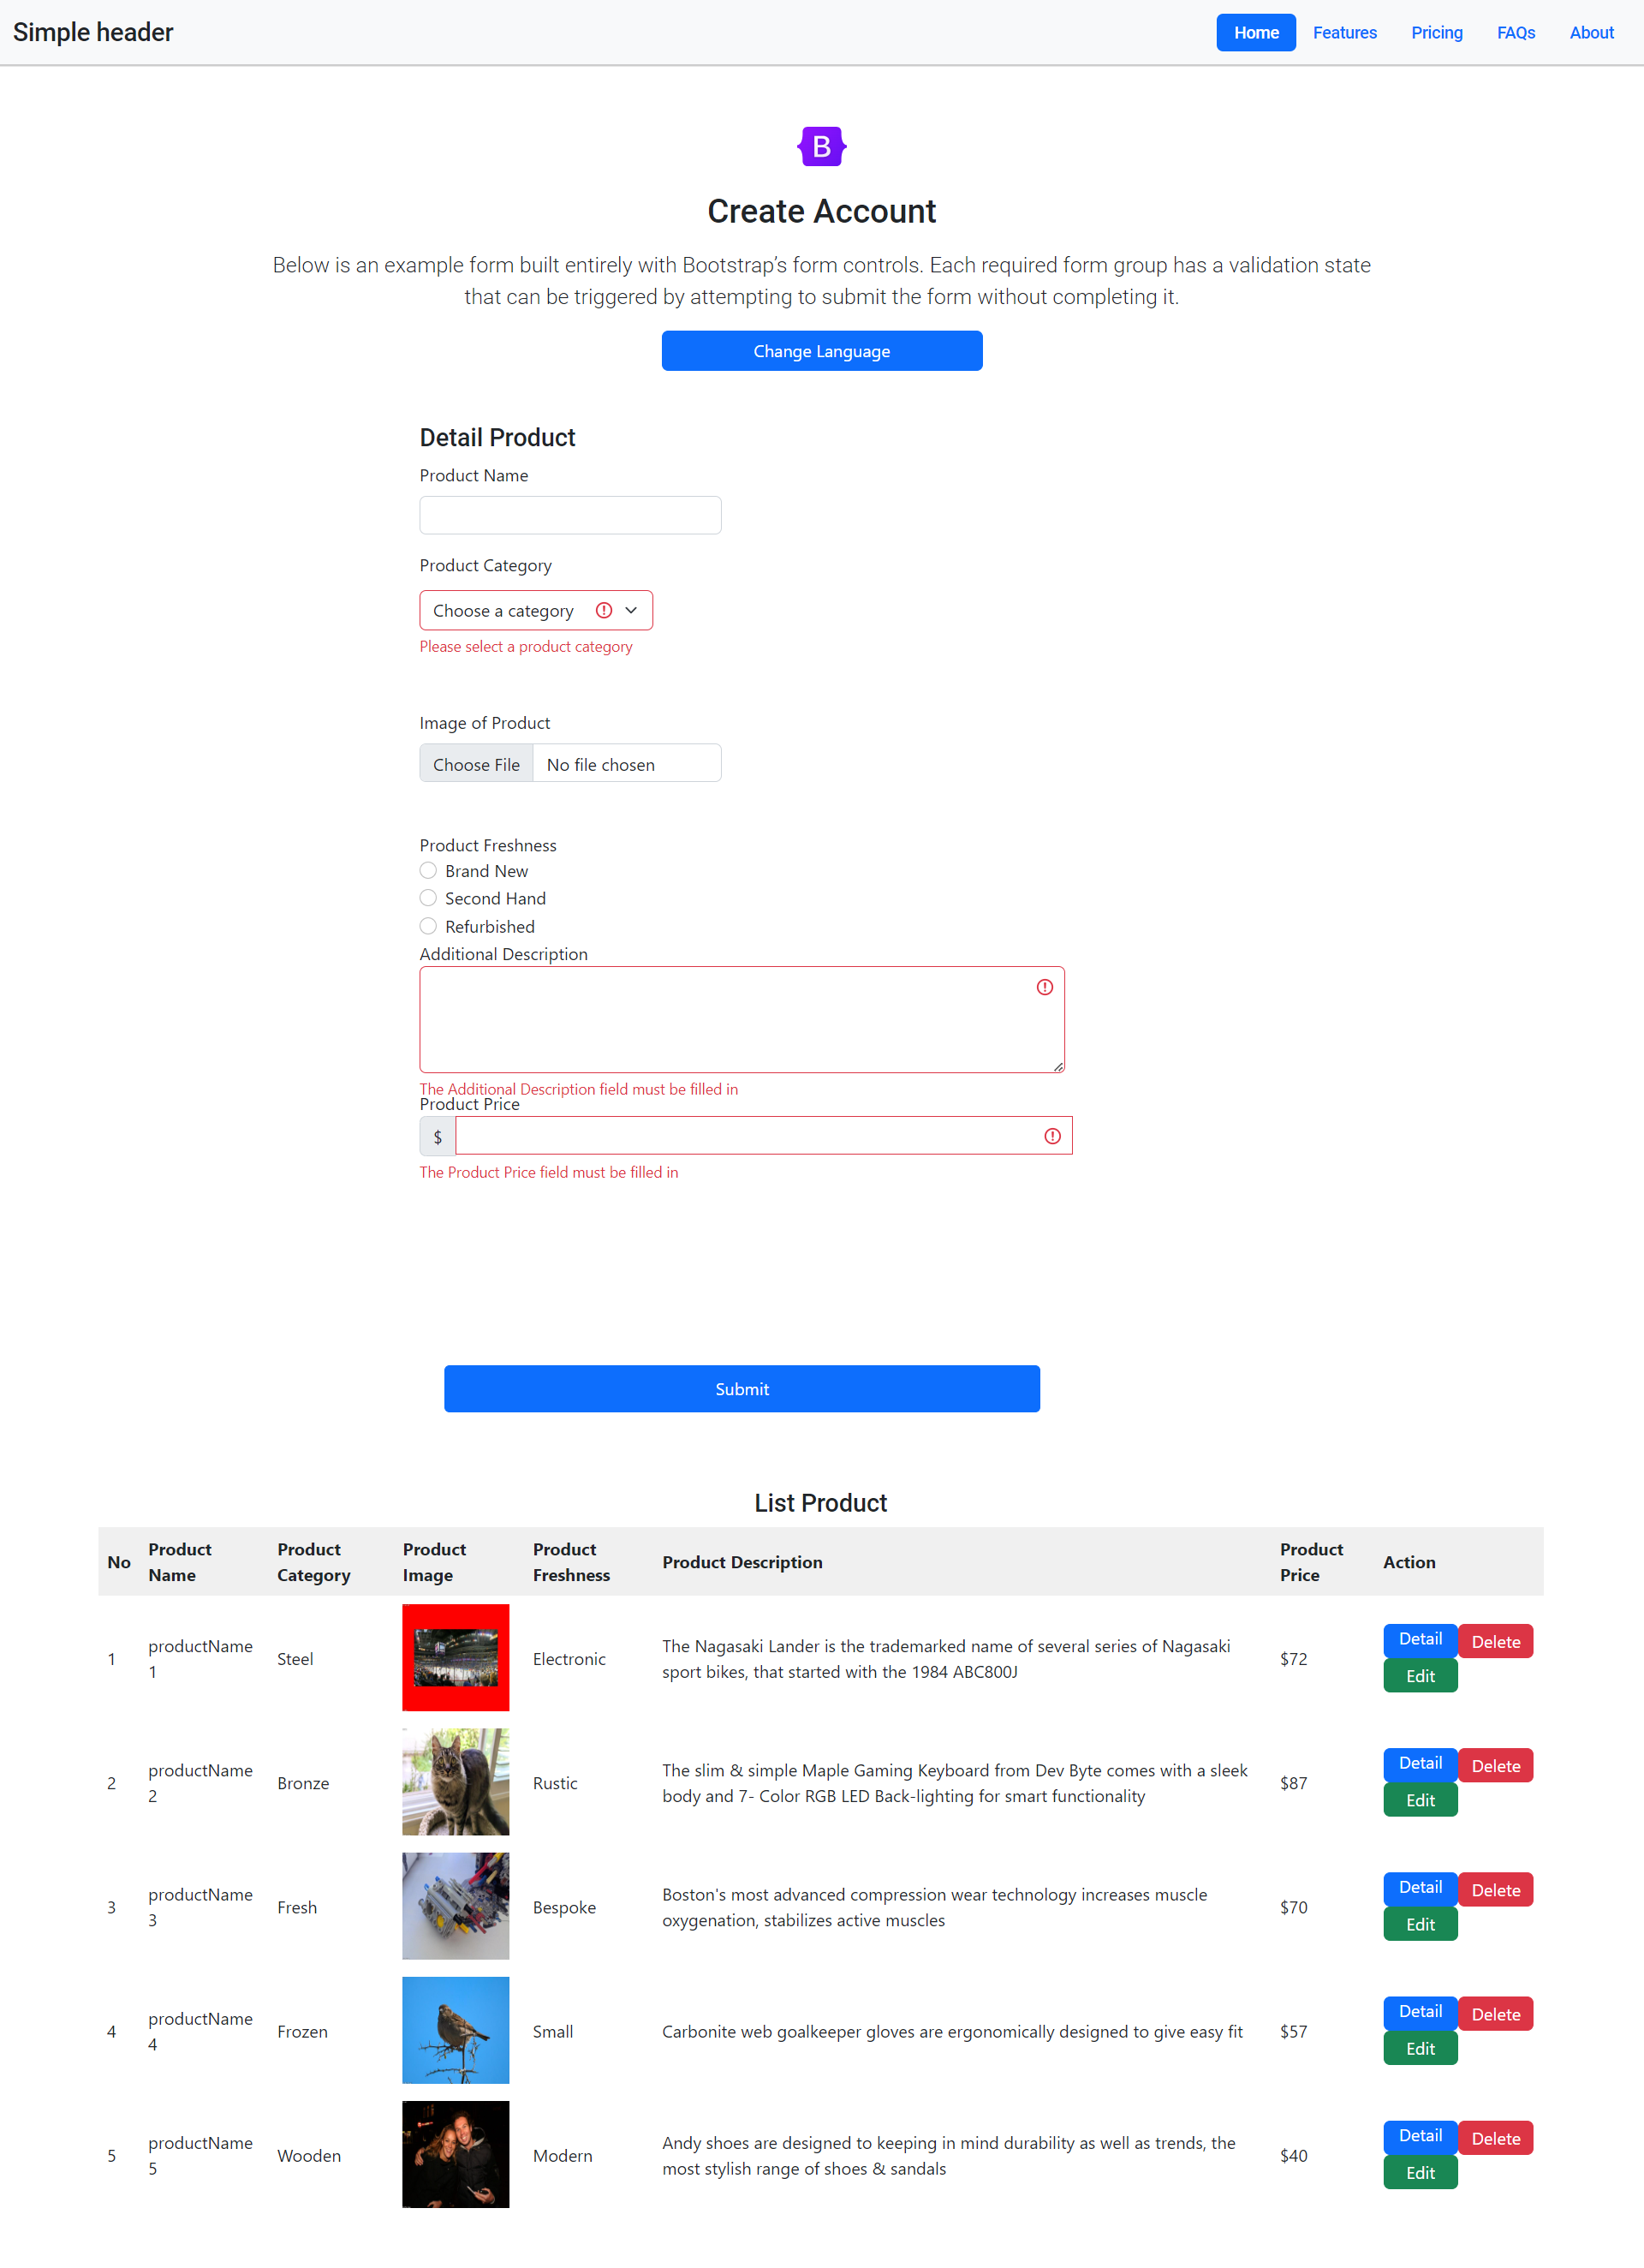 Simple header
Home
Features
Pricing
FAQs
About
B
Create Account
Below is an example form built entirely with Bootstrap’s form controls. Each required form group has a validation state
that can be triggered by attempting to submit the form without completing it.
Change Language
Detail Product
Product Name
Product Category
Choose a category
Please select a product category
Image of Product
Choose File No file chosen
Product Freshness
Brand New
Second Hand
Refurbished
Additional Description
The Additional Description field must be filled in
Product Price
$
The Product Price field must be filled in
Submit
List Product
No
Product
Name
Product
Category
Product
Image
Product
Freshness
Product Description
Product
Price
Action
1
productName
1
Steel
Electronic
The Nagasaki Lander is the trademarked name of several series of Nagasaki
sport bikes, that started with the 1984 ABC800J
$72
Detail
Delete
Edit
2
productName
2
Bronze
Rustic
The slim & simple Maple Gaming Keyboard from Dev Byte comes with a sleek
body and 7- Color RGB LED Back-lighting for smart functionality
$87
Detail
Delete
Edit
3
productName
3
Fresh
Bespoke
Boston's most advanced compression wear technology increases muscle
oxygenation, stabilizes active muscles
$70
Detail
Delete
Edit
4
productName
4
Frozen
Small
Carbonite web goalkeeper gloves are ergonomically designed to give easy fit
$57
Detail
Delete
Edit
5
productName
5
Wooden
Modern
Andy shoes are designed to keeping in mind durability as well as trends, the
most stylish range of shoes & sandals
$40
Detail
Delete
Edit